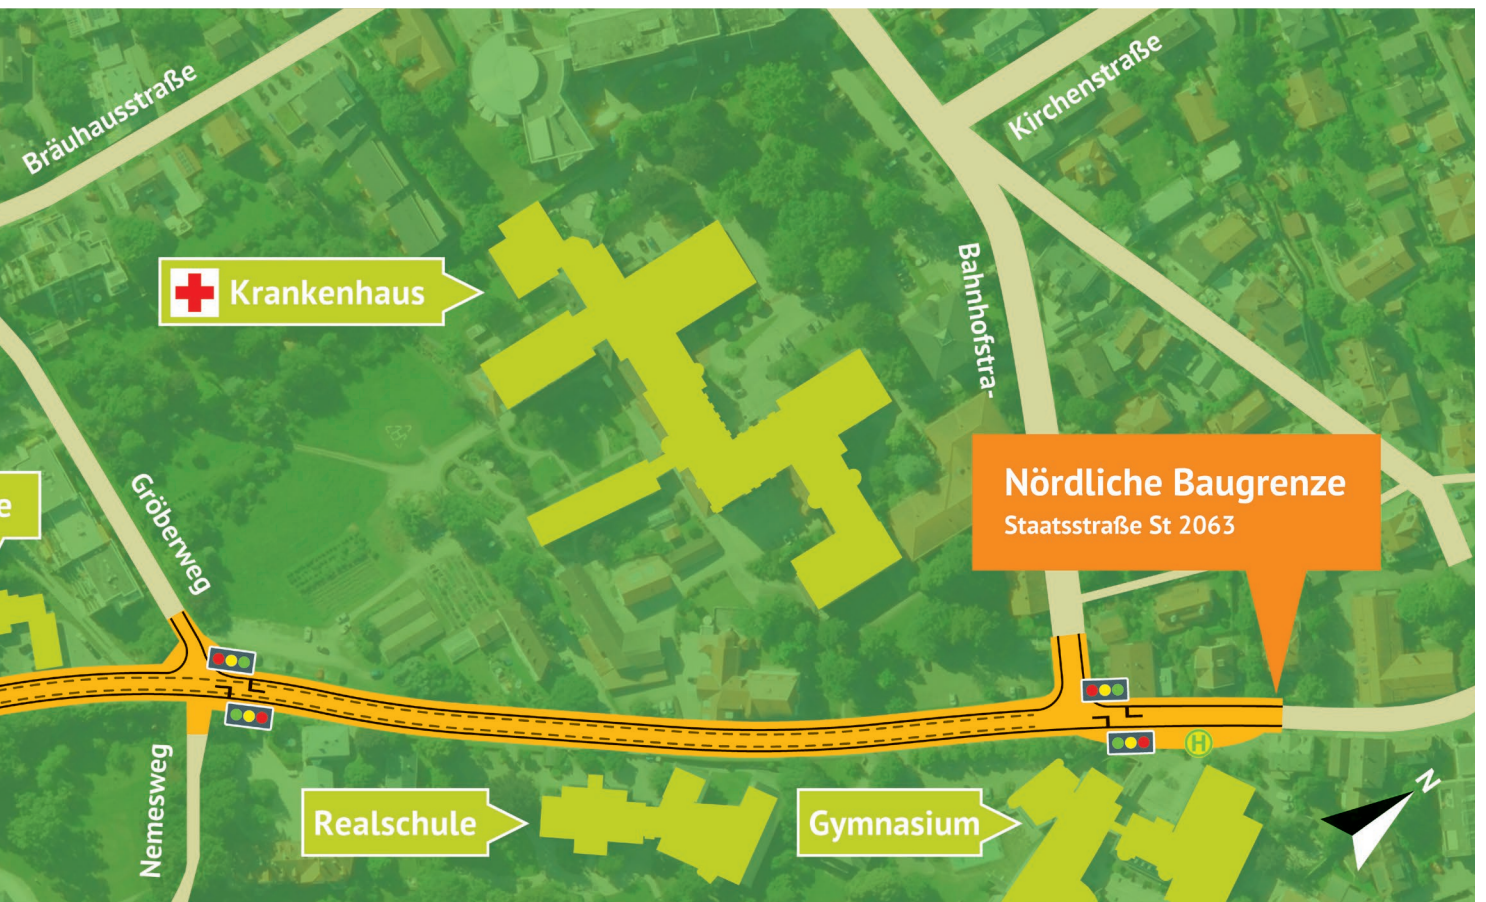 Bräuhausstraße
Kirchenstraße
Bahnhofstra-
Krankenhaus
Nördliche Baugrenze
Staatsstraße St 2063
e
Gröberweg
Nemesweg
H
Realschule
Gymnasium
N